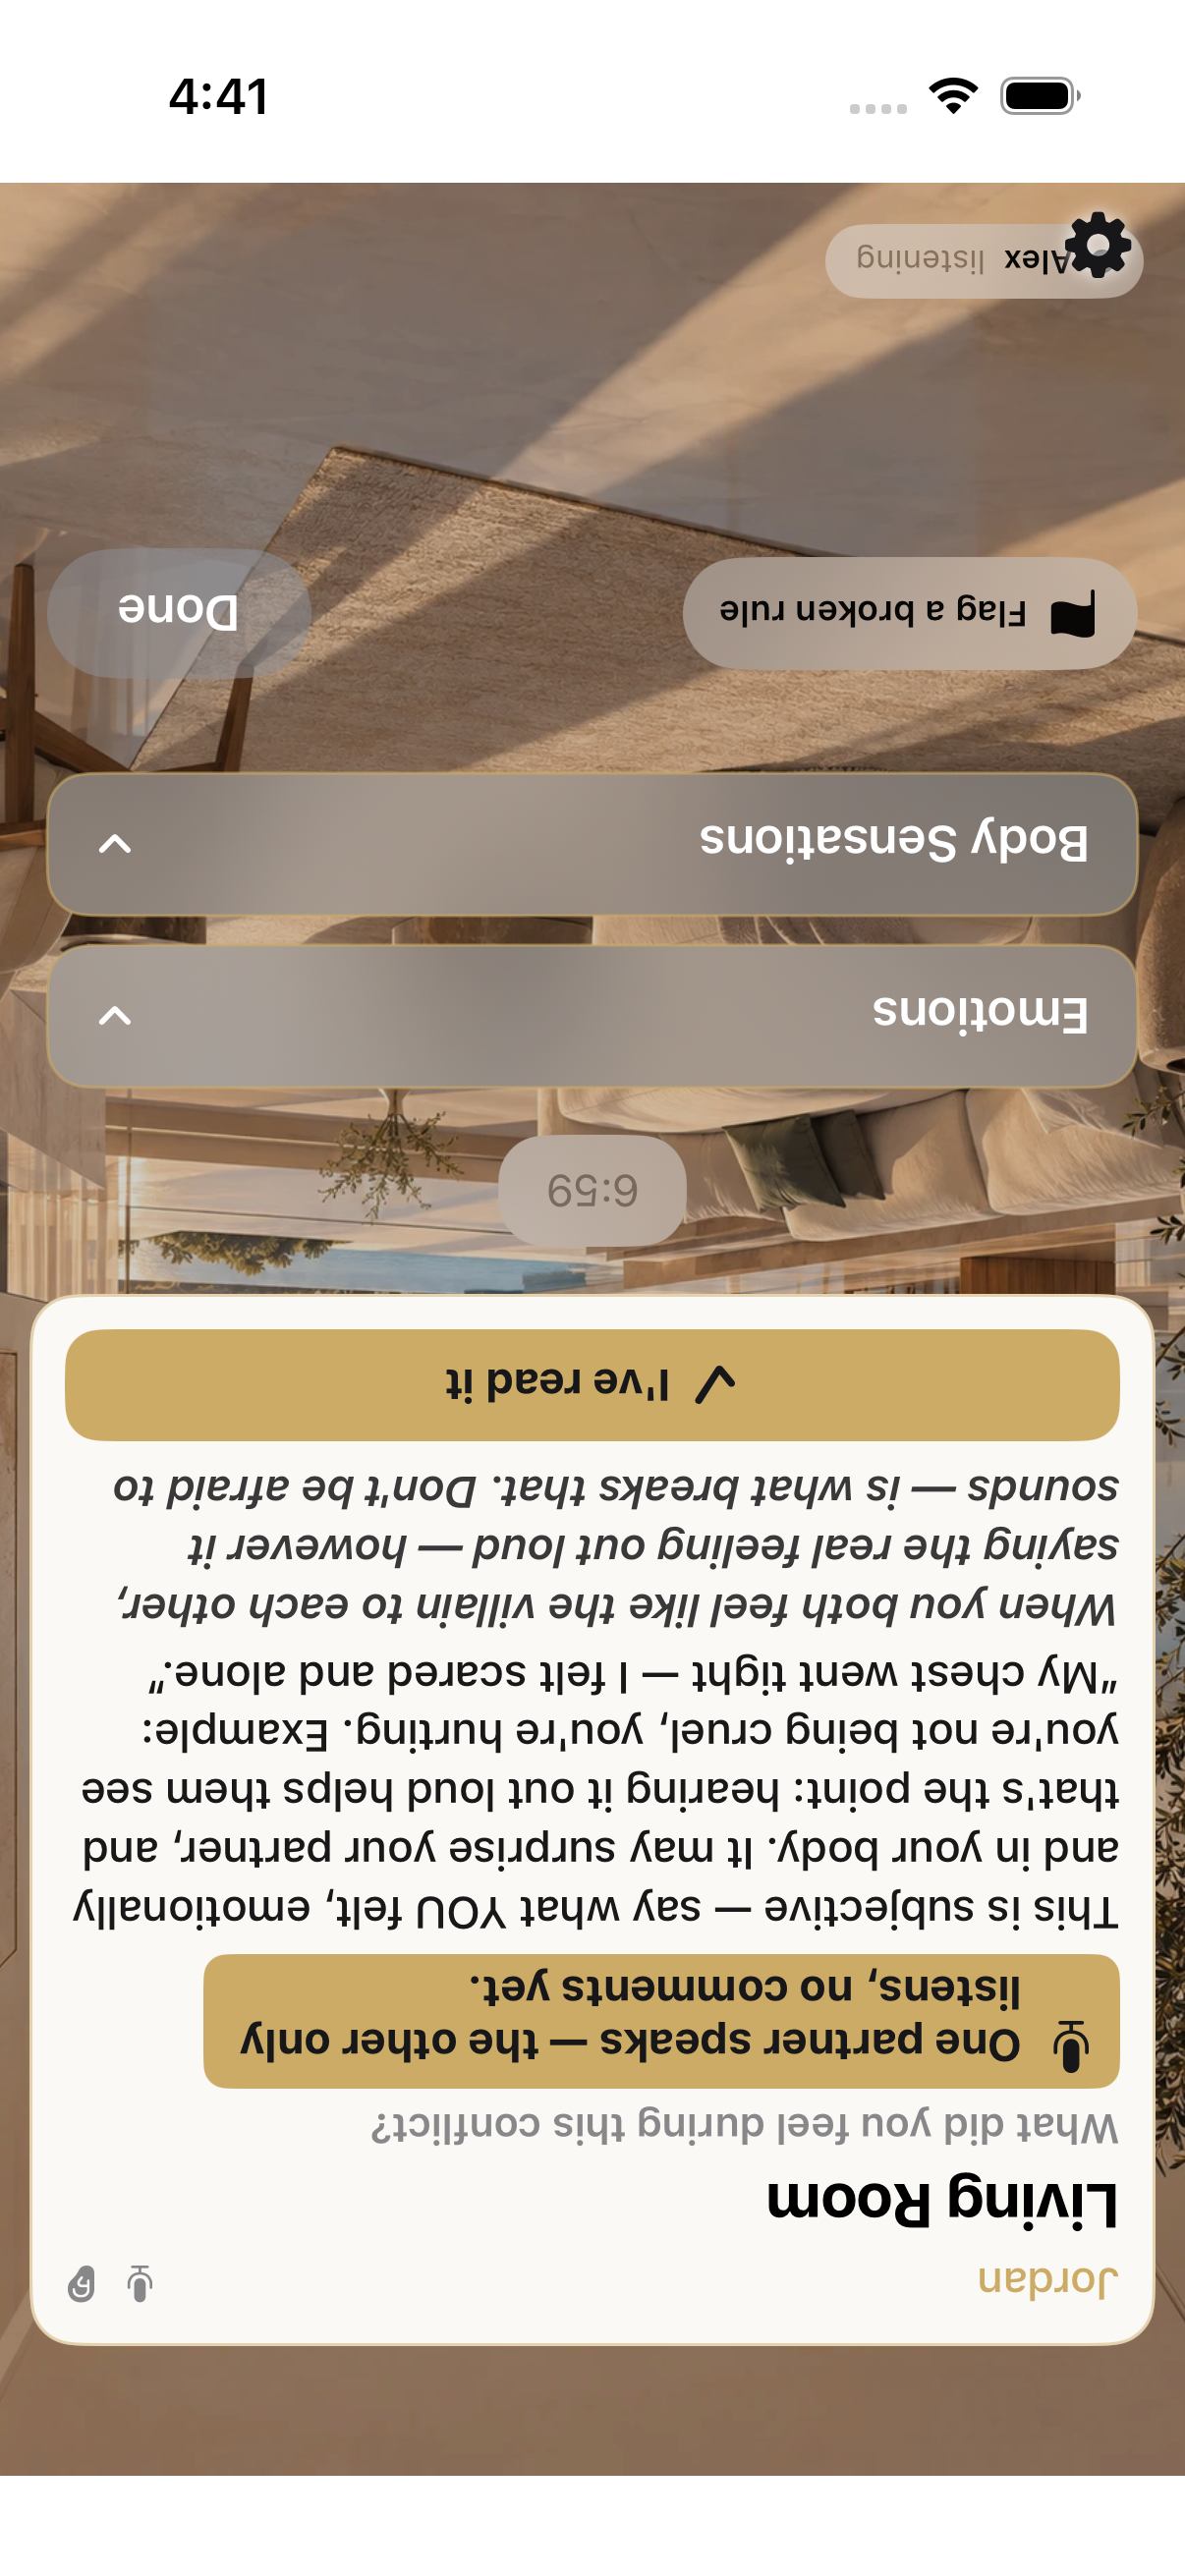 4:41
Jordan
Living Room
What did you feel during this conflict?
One partner speaks — the other only
listens, no comments yet.
This is subjective — say what YOU felt, emotionally
and in your body. It may surprise your partner, and
that's the point: hearing it out loud helps them see
you're not being cruel, you're hurting. Example:
"My chest went tight — I felt scared and alone."
When you both feel like the villain to each other,
saying the real feeling out loud — however it
sounds — is what breaks that. Don't be afraid to
I've read it
6:59
Emotions
Body Sensations
Flag a broken rule
Done
Alex listening